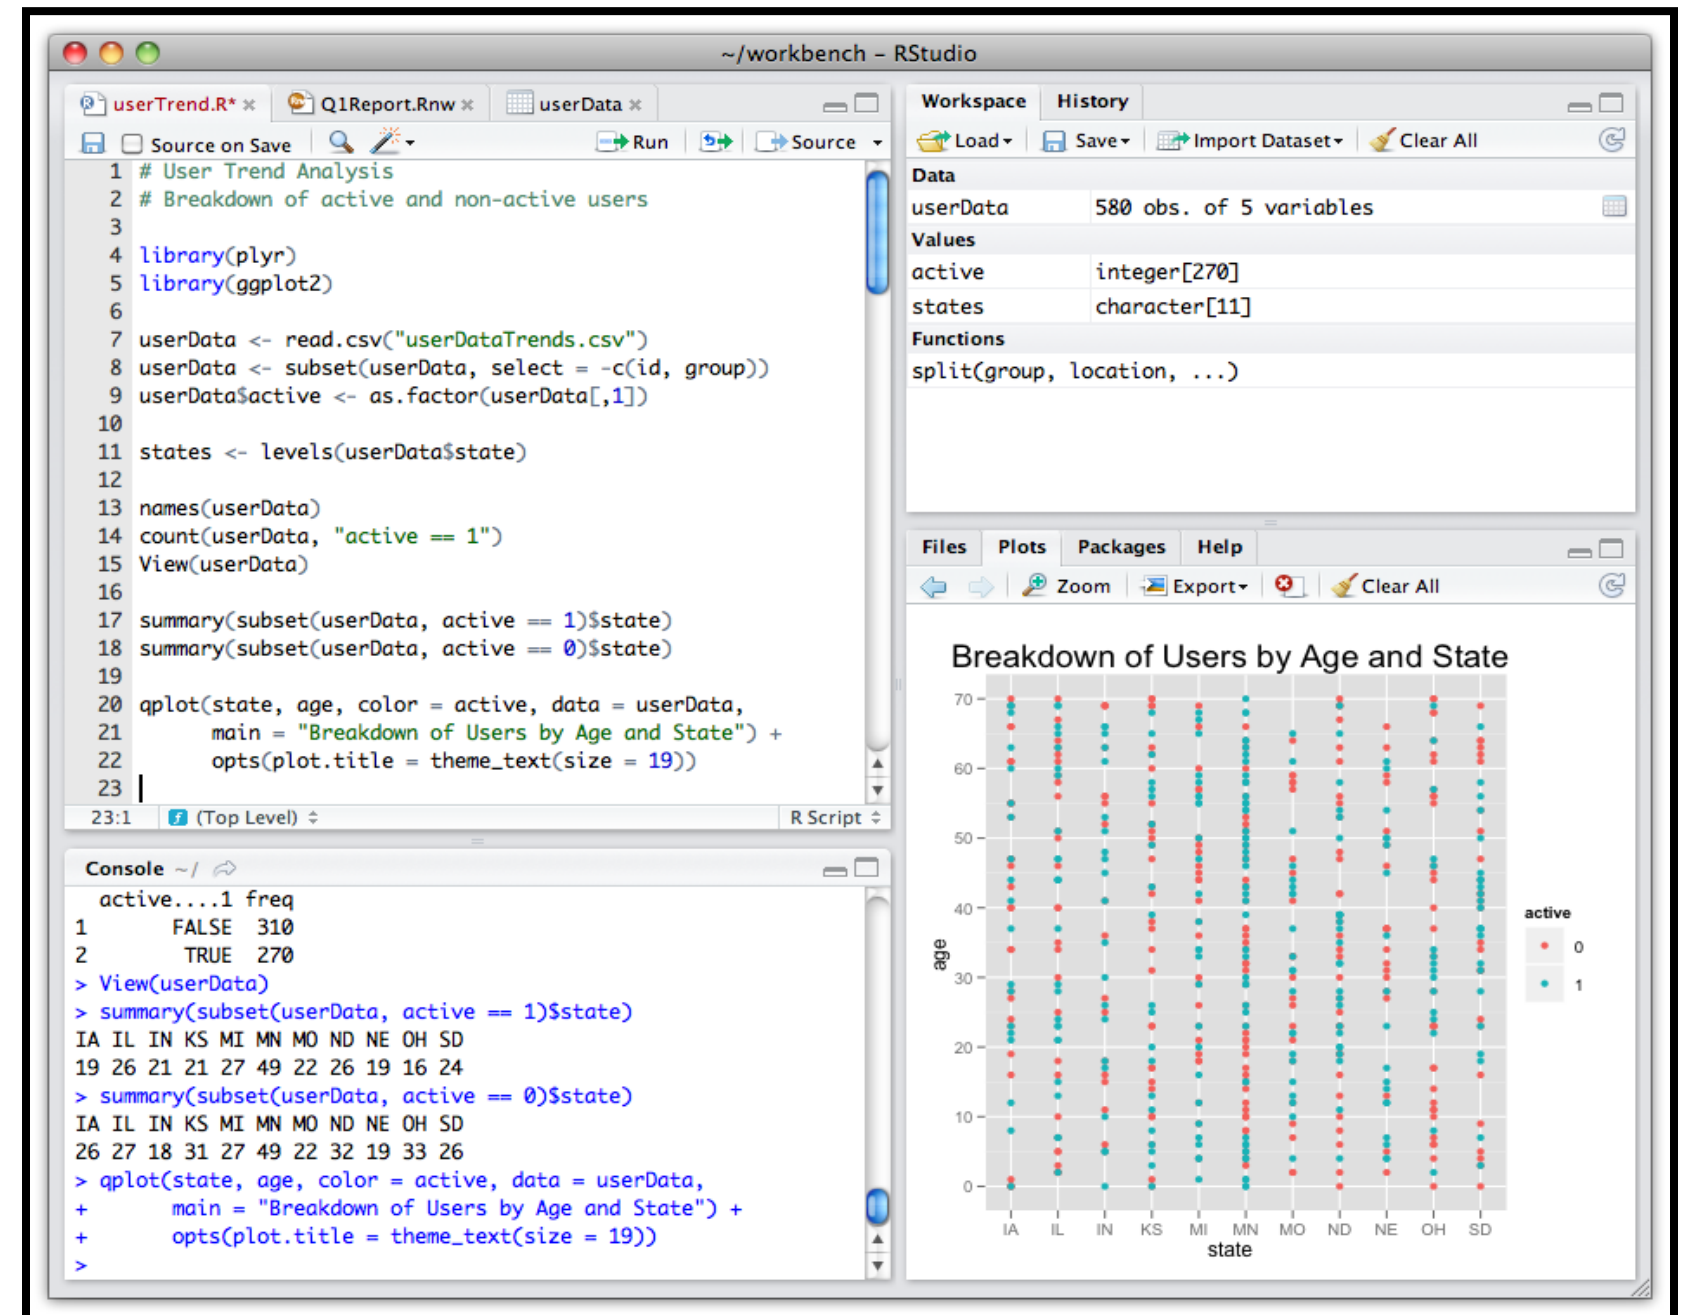 ~/workbench – RStudio
userTrend.R*
Q1Report.Rnw
userData
Source on Save
Run
Source
1 # User Trend Analysis
2 # Breakdown of active and non-active users
3
4 library(plyr)
5 library(ggplot2)
6
7 userData <- read.csv("userDataTrends.csv")
8 userData <- subset(userData, select = -c(id, group))
9 userData$active <- as.factor(userData[,1])
10
11 states <- levels(userData$state)
12
13 names(userData)
14 count(userData, "active == 1")
15 View(userData)
16
17 summary(subset(userData, active == 1)$state)
18 summary(subset(userData, active == 0)$state)
19
20 qplot(state, age, color = active, data = userData,
21       main = "Breakdown of Users by Age and State") +
22       opts(plot.title = theme_text(size = 19))
23
23:1 (Top Level) R Script
Console ~/
active....1 freq
1       FALSE  310
2        TRUE  270
> View(userData)
> summary(subset(userData, active == 1)$state)
IA IL IN KS MI MN MO ND NE OH SD
19 26 21 21 27 49 22 26 19 16 24
> summary(subset(userData, active == 0)$state)
IA IL IN KS MI MN MO ND NE OH SD
26 27 18 31 27 49 22 32 19 33 26
> qplot(state, age, color = active, data = userData,
+       main = "Breakdown of Users by Age and State") +
+       opts(plot.title = theme_text(size = 19))
>
Workspace History
Load Save Import Dataset Clear All
Data
userData 580 obs. of 5 variables
Values
active integer[270]
states character[11]
Functions
split(group, location, ...)
Files Plots Packages Help
Zoom Export Clear All
Breakdown of Users by Age and State
70
60
50
40
30
20
10
0
age
IA IL IN KS MI MN MO ND NE OH SD
state
active
0
1